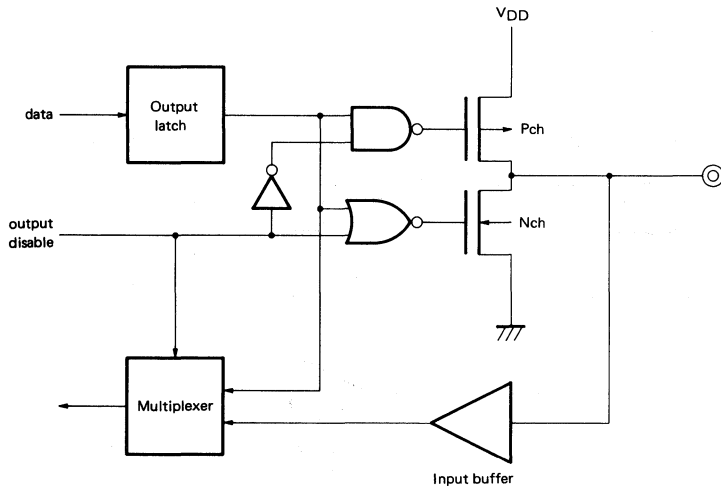 VDD
Output
latch
data
Pch
output
disable
Nch
Multiplexer
Input buffer